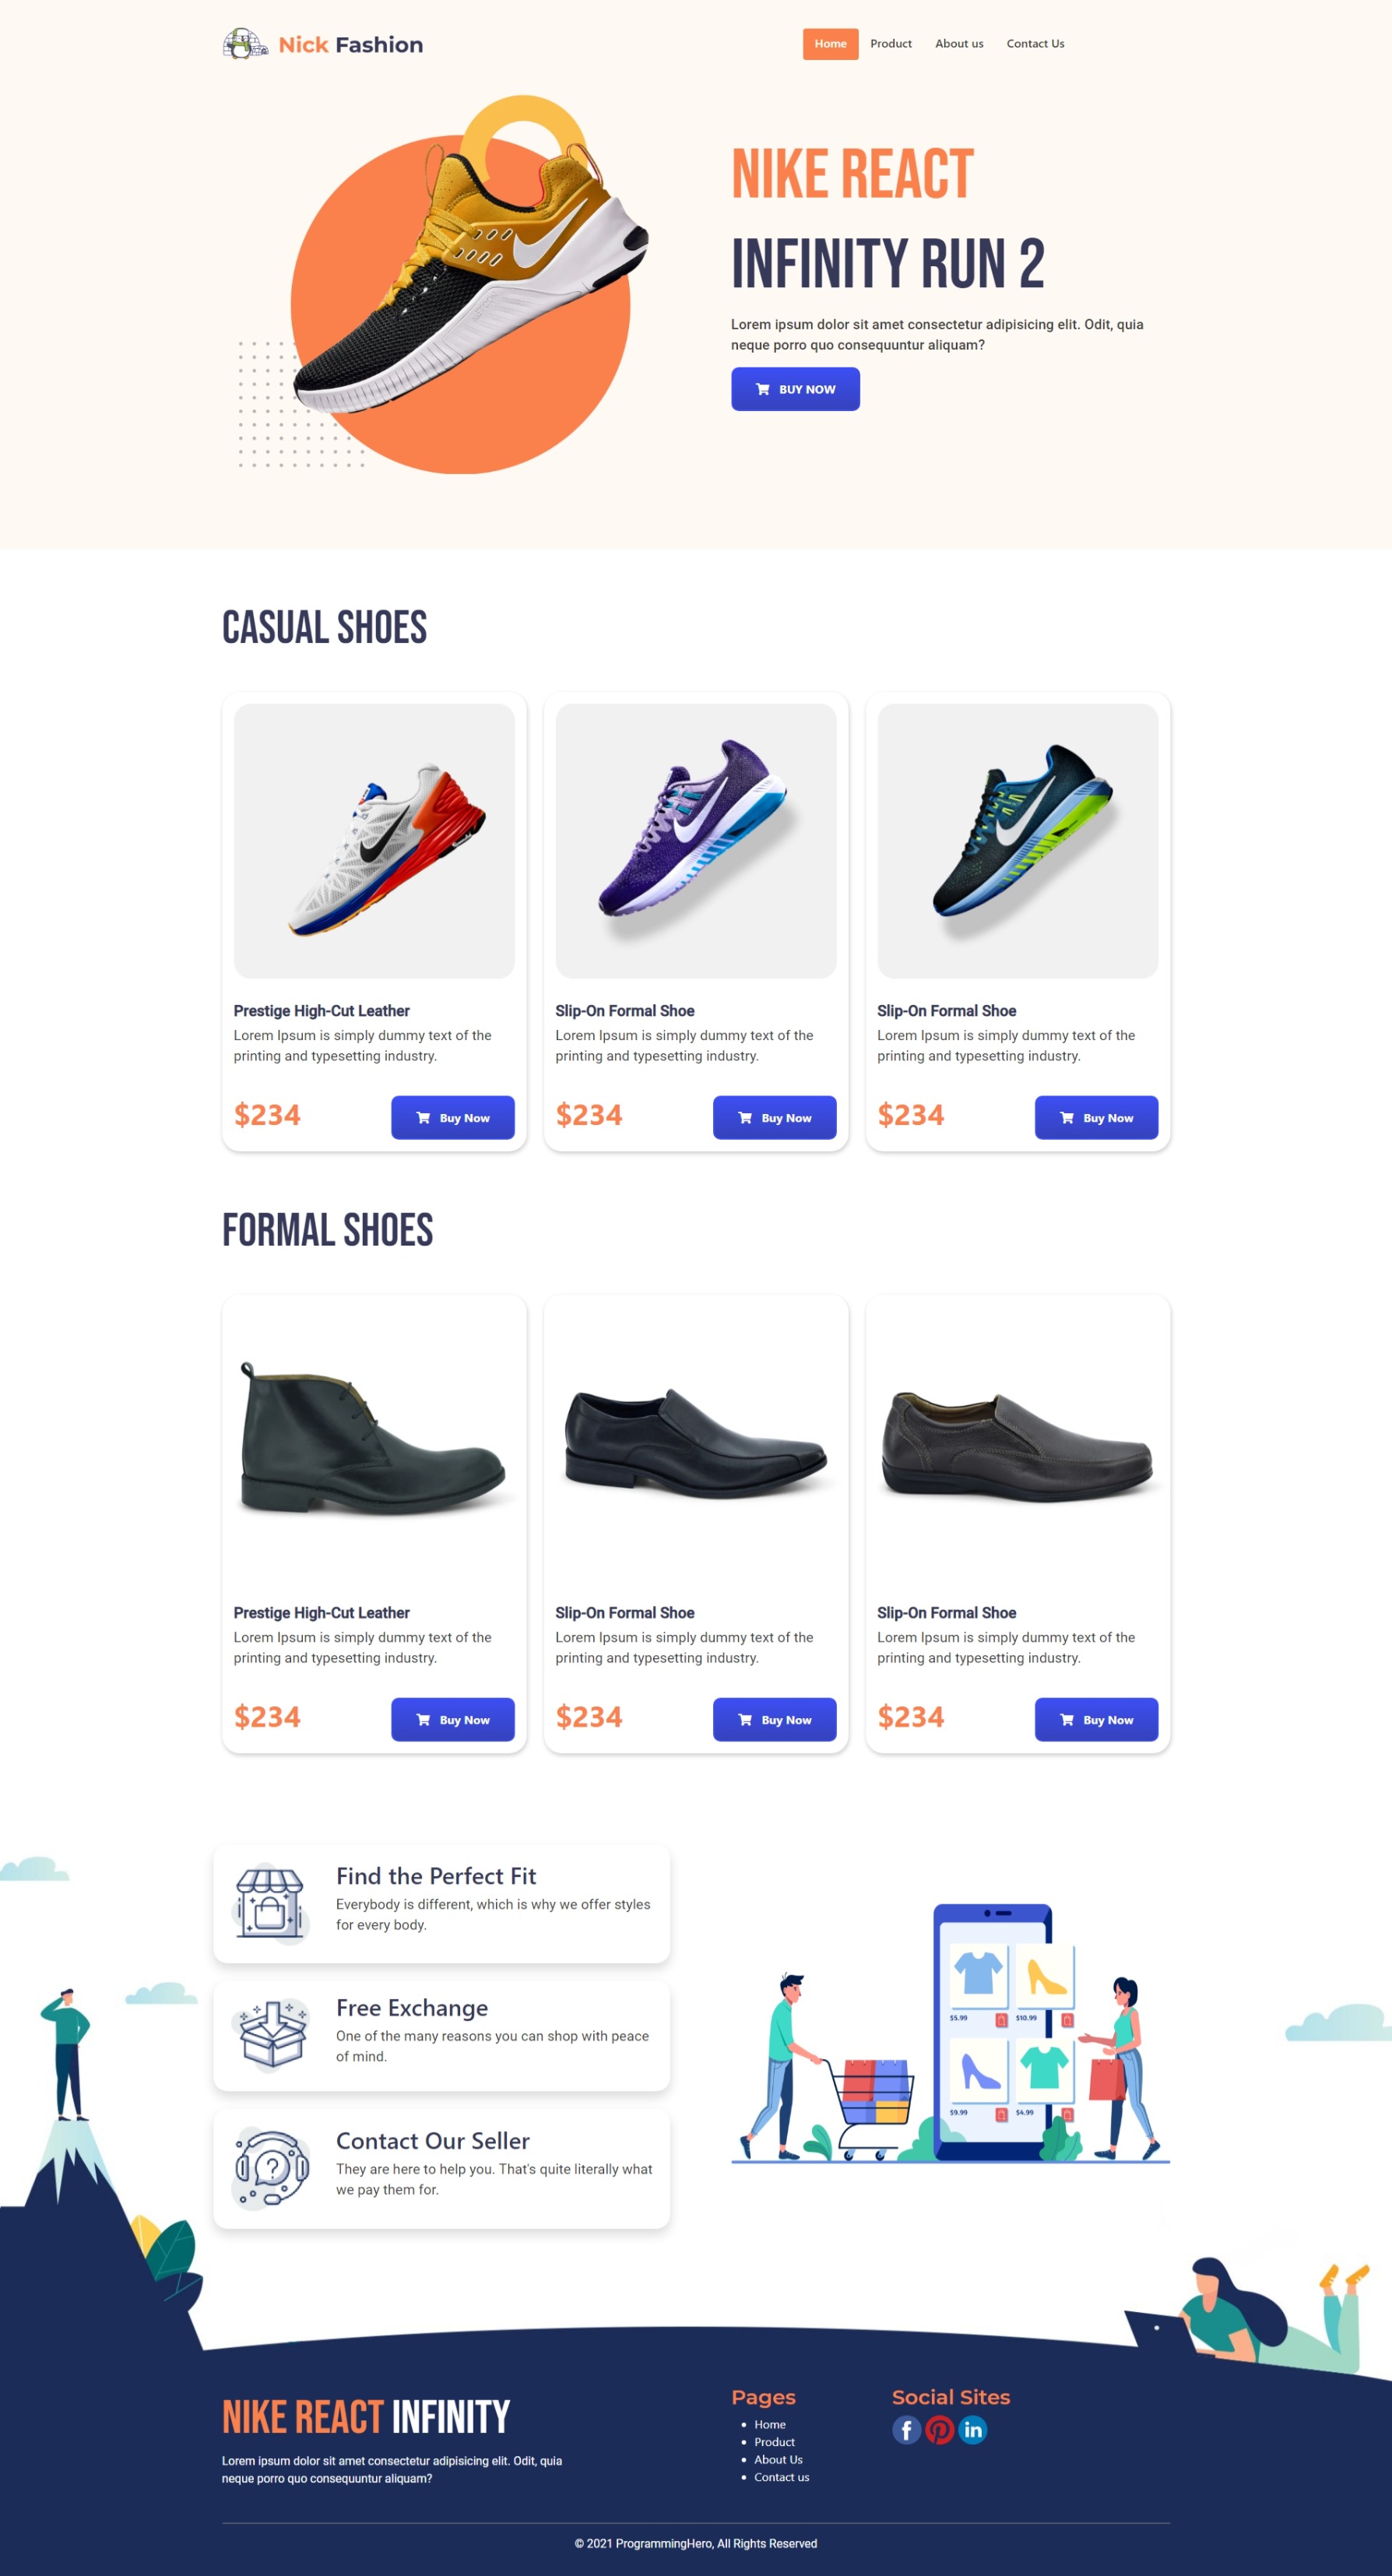 Nick Fashion
Home Product About us Contact Us
NIKE REACT
INFINITY RUN 2
Lorem ipsum dolor sit amet consectetur adipisicing elit. Odit, quia
neque porro quo consequuntur aliquam?
BUY NOW
CASUAL SHOES
Prestige High-Cut Leather
Lorem Ipsum is simply dummy text of the
printing and typesetting industry.
$234 Buy Now
Slip-On Formal Shoe
Lorem Ipsum is simply dummy text of the
printing and typesetting industry.
$234 Buy Now
Slip-On Formal Shoe
Lorem Ipsum is simply dummy text of the
printing and typesetting industry.
$234 Buy Now
FORMAL SHOES
Prestige High-Cut Leather
Lorem Ipsum is simply dummy text of the
printing and typesetting industry.
$234 Buy Now
Slip-On Formal Shoe
Lorem Ipsum is simply dummy text of the
printing and typesetting industry.
$234 Buy Now
Slip-On Formal Shoe
Lorem Ipsum is simply dummy text of the
printing and typesetting industry.
$234 Buy Now
Find the Perfect Fit
Everybody is different, which is why we offer styles
for every body.
Free Exchange
One of the many reasons you can shop with peace
of mind.
Contact Our Seller
They are here to help you. That's quite literally what
we pay them for.
$5.99 $10.99
$9.99 $4.99
NIKE REACT INFINITY
Lorem ipsum dolor sit amet consectetur adipisicing elit. Odit, quia
neque porro quo consequuntur aliquam?
Pages
Home
Product
About Us
Contact us
Social Sites
© 2021 ProgrammingHero, All Rights Reserved